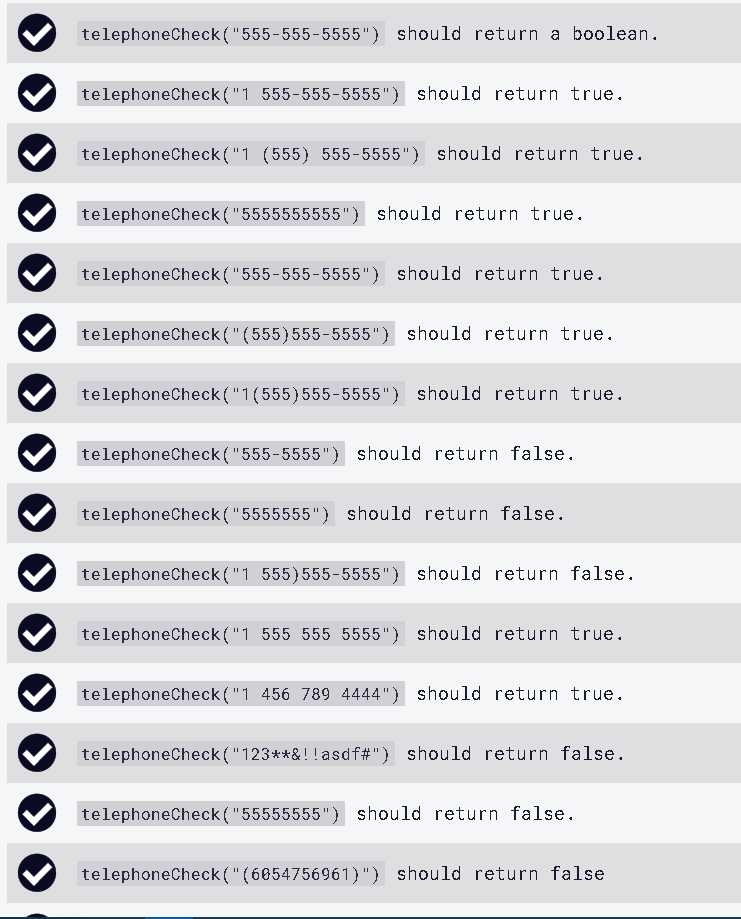 telephoneCheck("555-555-5555") should return a boolean.
telephoneCheck("1 555-555-5555") should return true.
telephoneCheck("1 (555) 555-5555") should return true.
telephoneCheck("5555555555") should return true.
telephoneCheck("555-555-5555") should return true.
telephoneCheck("(555)555-5555") should return true.
telephoneCheck("1(555)555-5555") should return true.
telephoneCheck("555-5555") should return false.
telephoneCheck("5555555") should return false.
telephoneCheck("1 555)555-5555") should return false.
telephoneCheck("1 555 555 5555") should return true.
telephoneCheck("1 456 789 4444") should return true.
telephoneCheck("123**&!!asdf#") should return false.
telephoneCheck("55555555") should return false.
telephoneCheck("(6054756961)") should return false